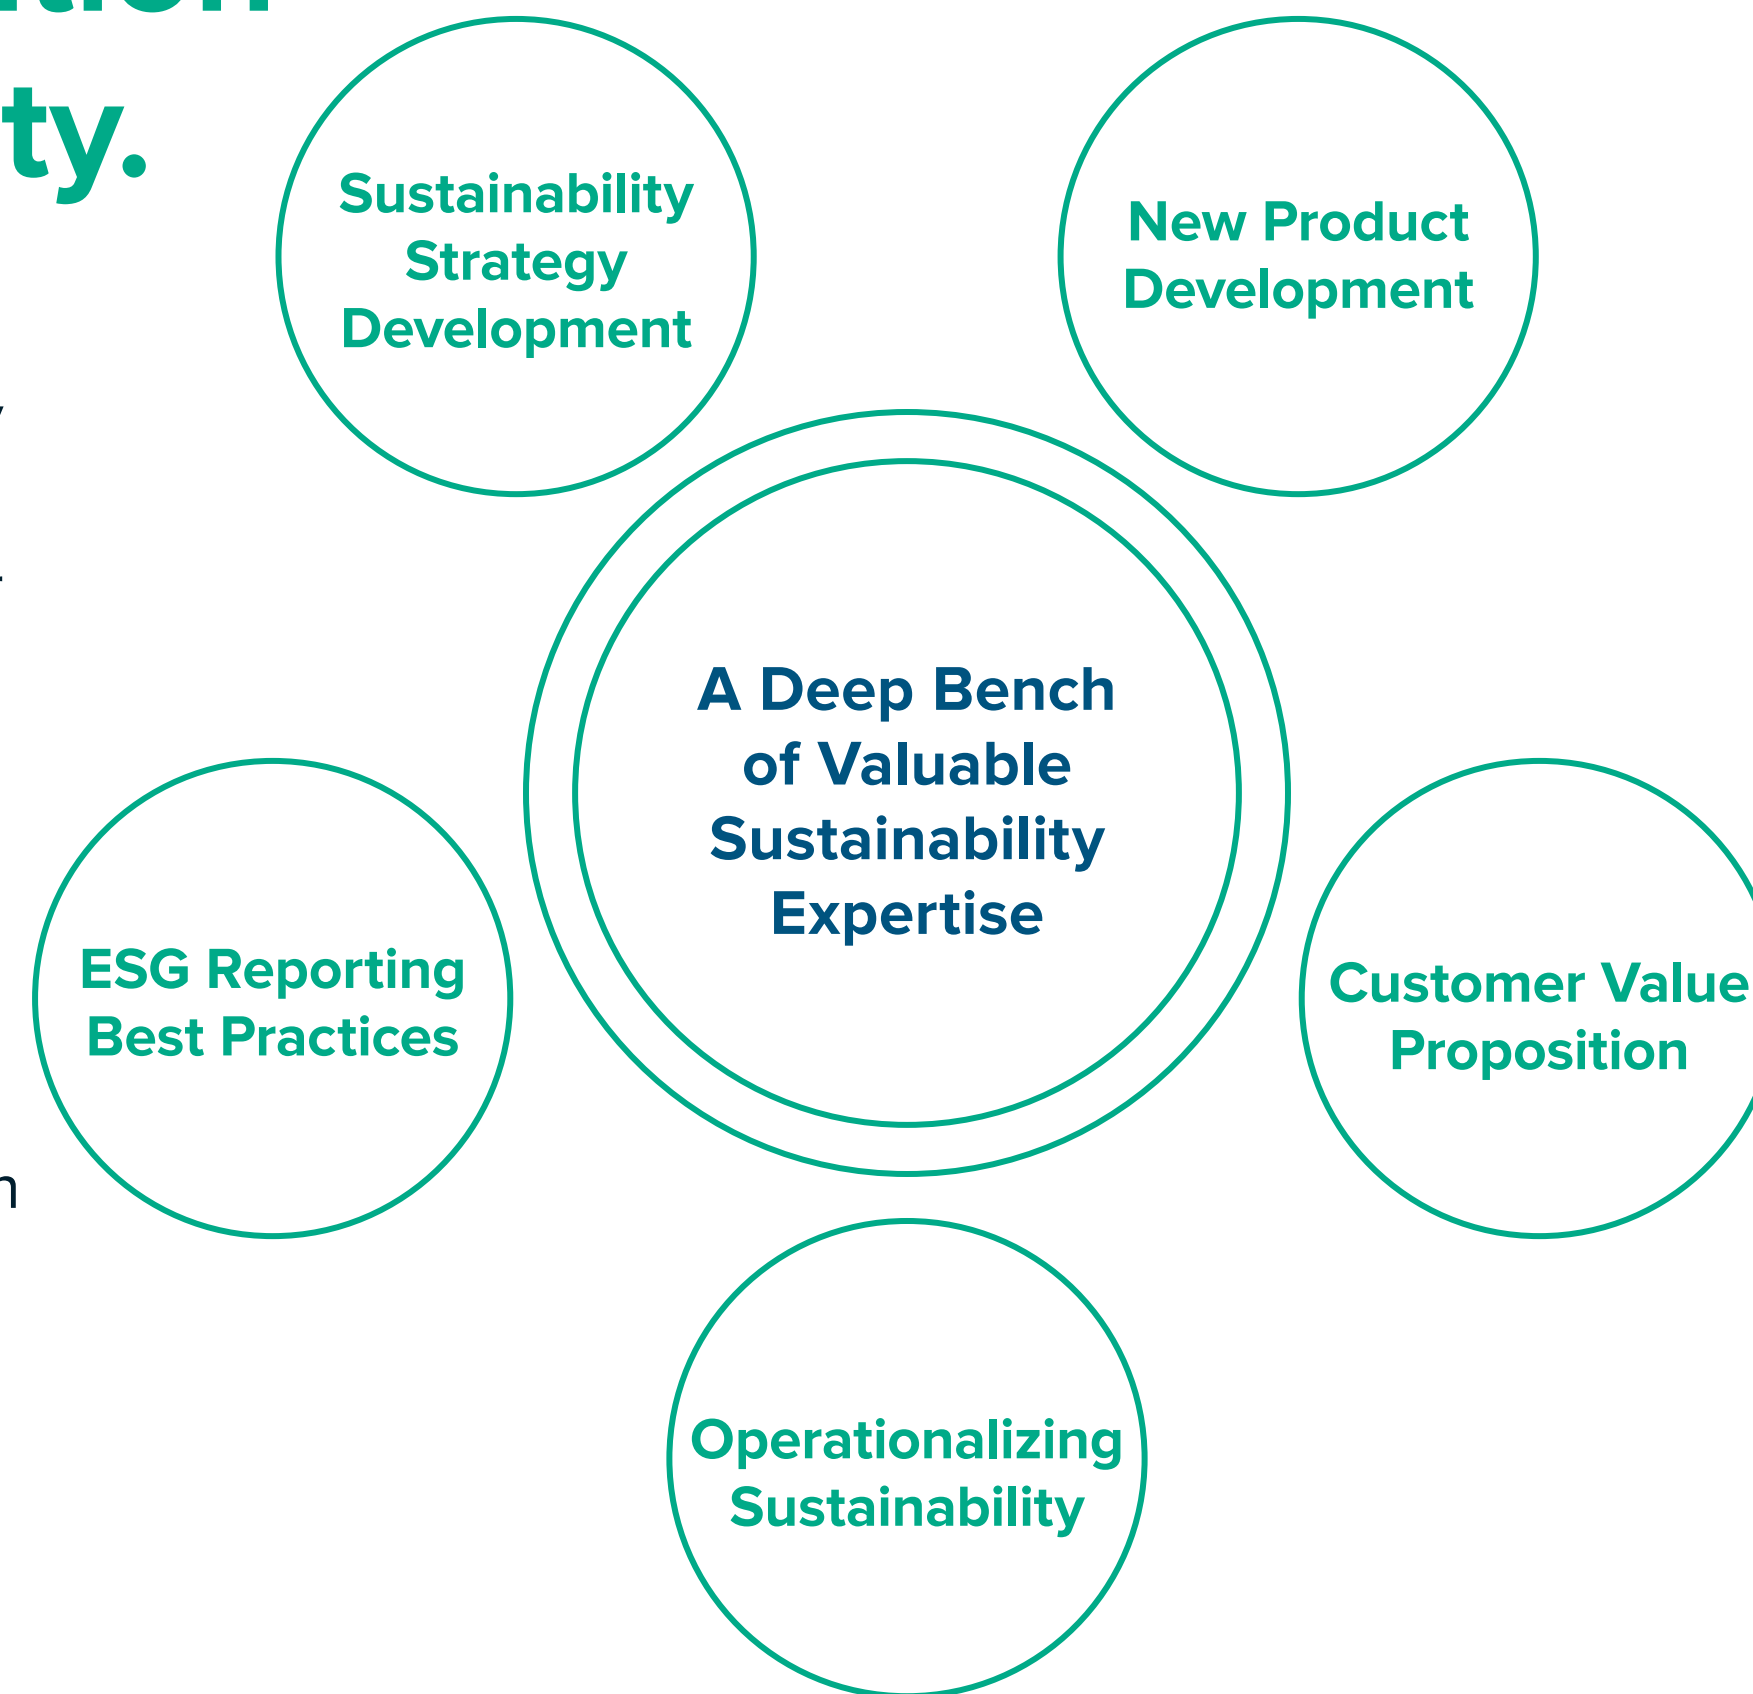 ty.
Sustainability
Strategy
Development
New Product
Development
A Deep Bench
of Valuable
Sustainability
Expertise
ESG Reporting
Best Practices
Customer Value
Proposition
Operationalizing
Sustainability